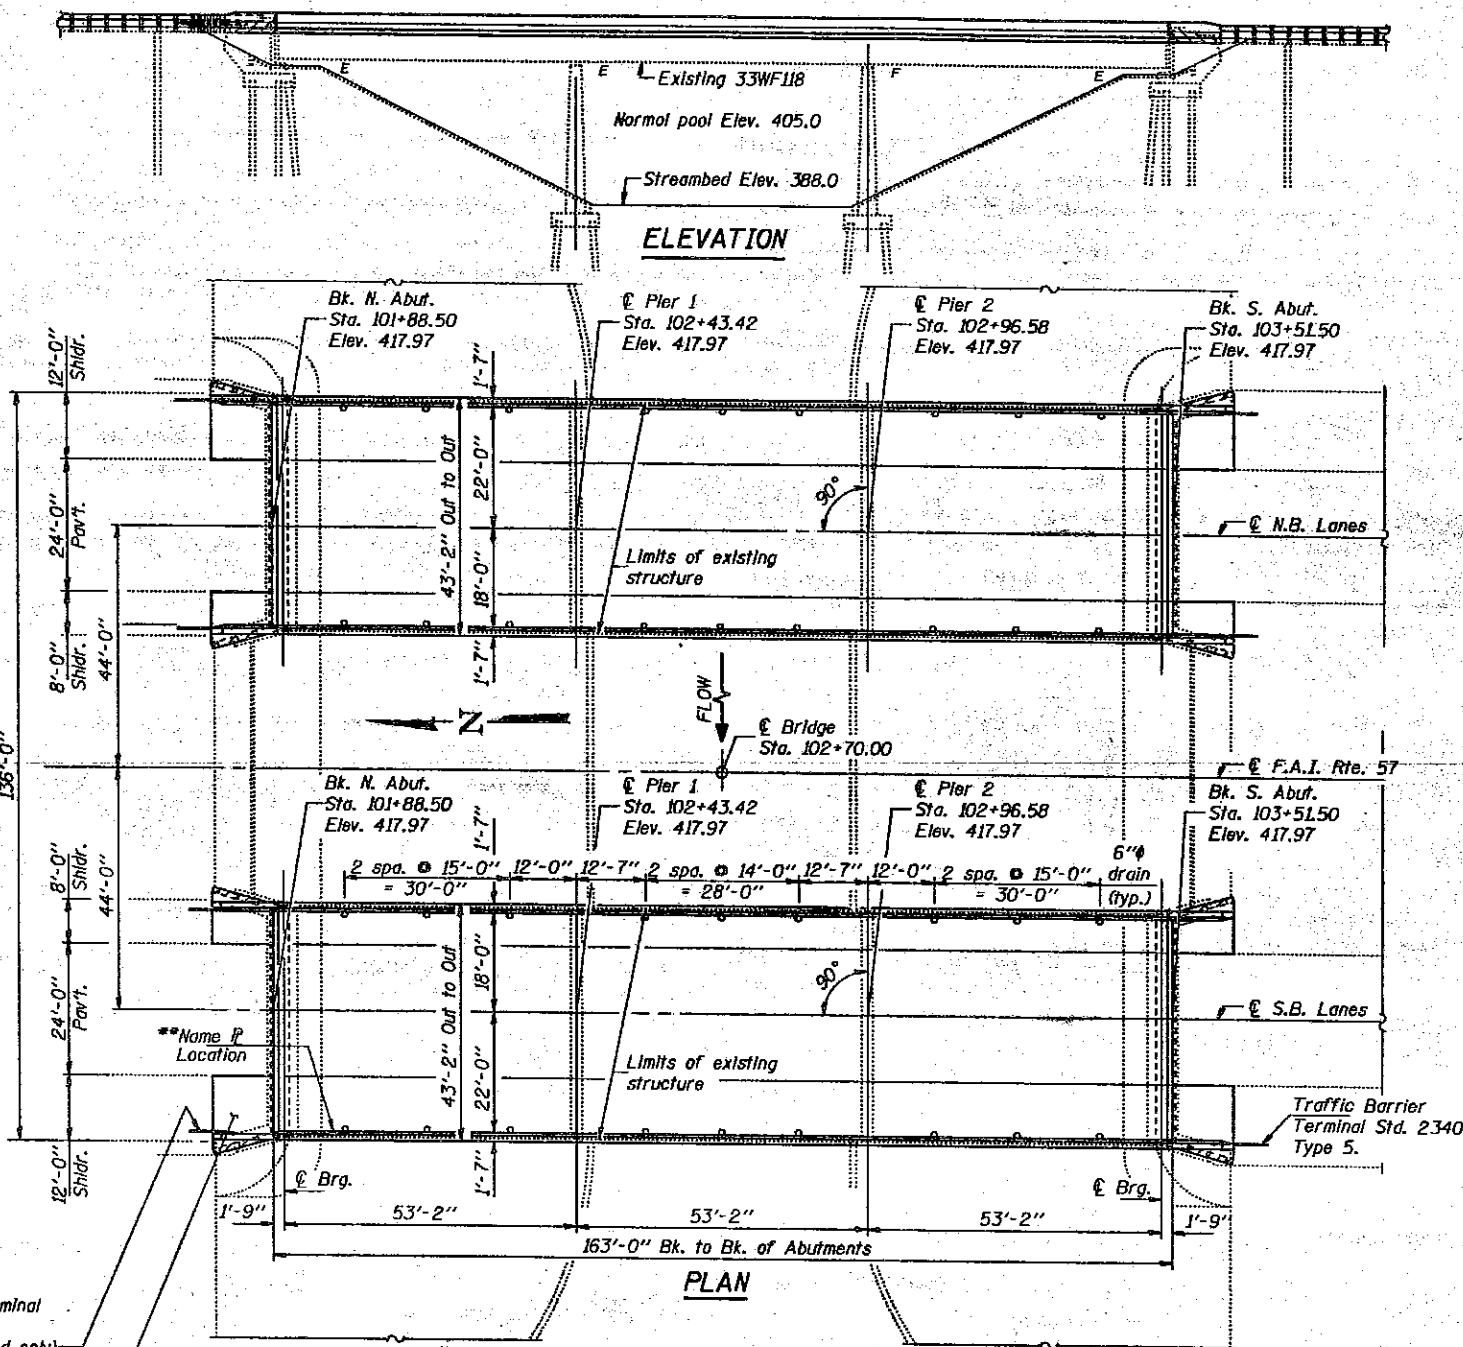 E
E
F
E
Existing 33WF118
Normal pool Elev. 405.0
Streambed Elev. 388.0
ELEVATION
Bk. N. Abut.
Sta. 101+88.50
Elev. 417.97
℄ Pier 1
Sta. 102+43.42
Elev. 417.97
℄ Pier 2
Sta. 102+96.58
Elev. 417.97
Bk. S. Abut.
Sta. 103+51.50
Elev. 417.97
12'-0"
Shldr.
24'-0"
Pav't.
8'-0"
Shldr.
44'-0"
136'-0"
1'-7"
43'-2" Out to Out
22'-0"
18'-0"
1'-7"
90°
Limits of existing
structure
℄ N.B. Lanes
N
FLOW
℄ Bridge
Sta. 102+70.00
℄ F.A.I. Rte. 57
Bk. N. Abut.
Sta. 101+88.50
Elev. 417.97
℄ Pier 1
Sta. 102+43.42
Elev. 417.97
℄ Pier 2
Sta. 102+96.58
Elev. 417.97
Bk. S. Abut.
Sta. 103+51.50
Elev. 417.97
8'-0"
Shldr.
44'-0"
24'-0"
Pav't.
12'-0"
Shldr.
1'-7"
2 spa. @ 15'-0"
= 30'-0"
12'-0"
12'-7"
2 spa. @ 14'-0"
= 28'-0"
12'-7"
12'-0"
2 spa. @ 15'-0"
= 30'-0"
6"ϕ
drain
(typ.)
43'-2" Out to Out
18'-0"
22'-0"
1'-7"
90°
℄ S.B. Lanes
**Name ℙ
Location
Limits of existing
structure
Traffic Barrier
Terminal Std. 2340
Type 5.
℄ Brg.
℄ Brg.
1'-9"
53'-2"
53'-2"
53'-2"
1'-9"
163'-0" Bk. to Bk. of Abutments
PLAN